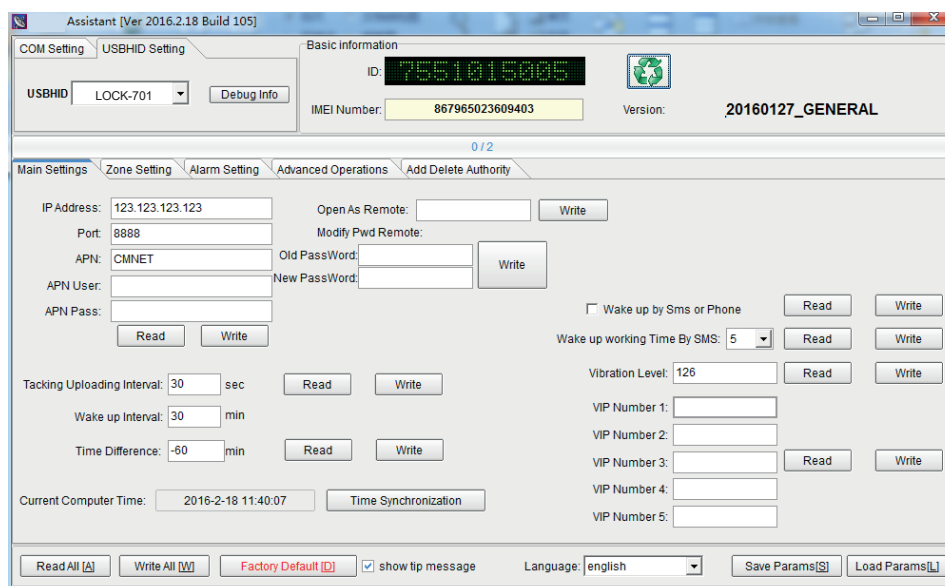 Assistant [Ver 2016.2.18 Build 105]
COM Setting USBHID Setting
USBHID LOCK-701 Debug Info
Basic information
ID: 7551015005
IMEI Number: 867965023609403 Version: 20160127_GENERAL
0 / 2
Main Settings Zone Setting Alarm Setting Advanced Operations Add Delete Authority
IP Address: 123.123.123.123 Open As Remote: Write
Port: 8888 Modify Pwd Remote:
APN: CMNET Old PassWord: Write
APN User: New PassWord:
APN Pass:
Read Write
Wake up by Sms or Phone Read Write
Wake up working Time By SMS: 5 Read Write
Tacking Uploading Interval: 30 sec Read Write
Vibration Level: 126 Read Write
Wake up Interval: 30 min
VIP Number 1:
VIP Number 2:
Time Difference: -60 min Read Write
VIP Number 3: Read Write
VIP Number 4:
Current Computer Time: 2016-2-18 11:40:07 Time Synchronization
VIP Number 5:
Read All [A] Write All [W] Factory Default [D] show tip message Language: english Save Params[S] Load Params[L]